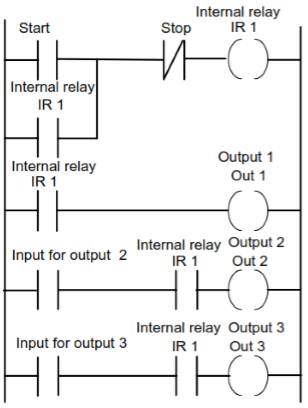 Start
Stop
Internal relay
IR 1
Internal relay
IR 1
Internal relay
IR 1
Output 1
Out 1
Input for output 2
Internal relay
IR 1
Output 2
Out 2
Input for output 3
Internal relay
IR 1
Output 3
Out 3